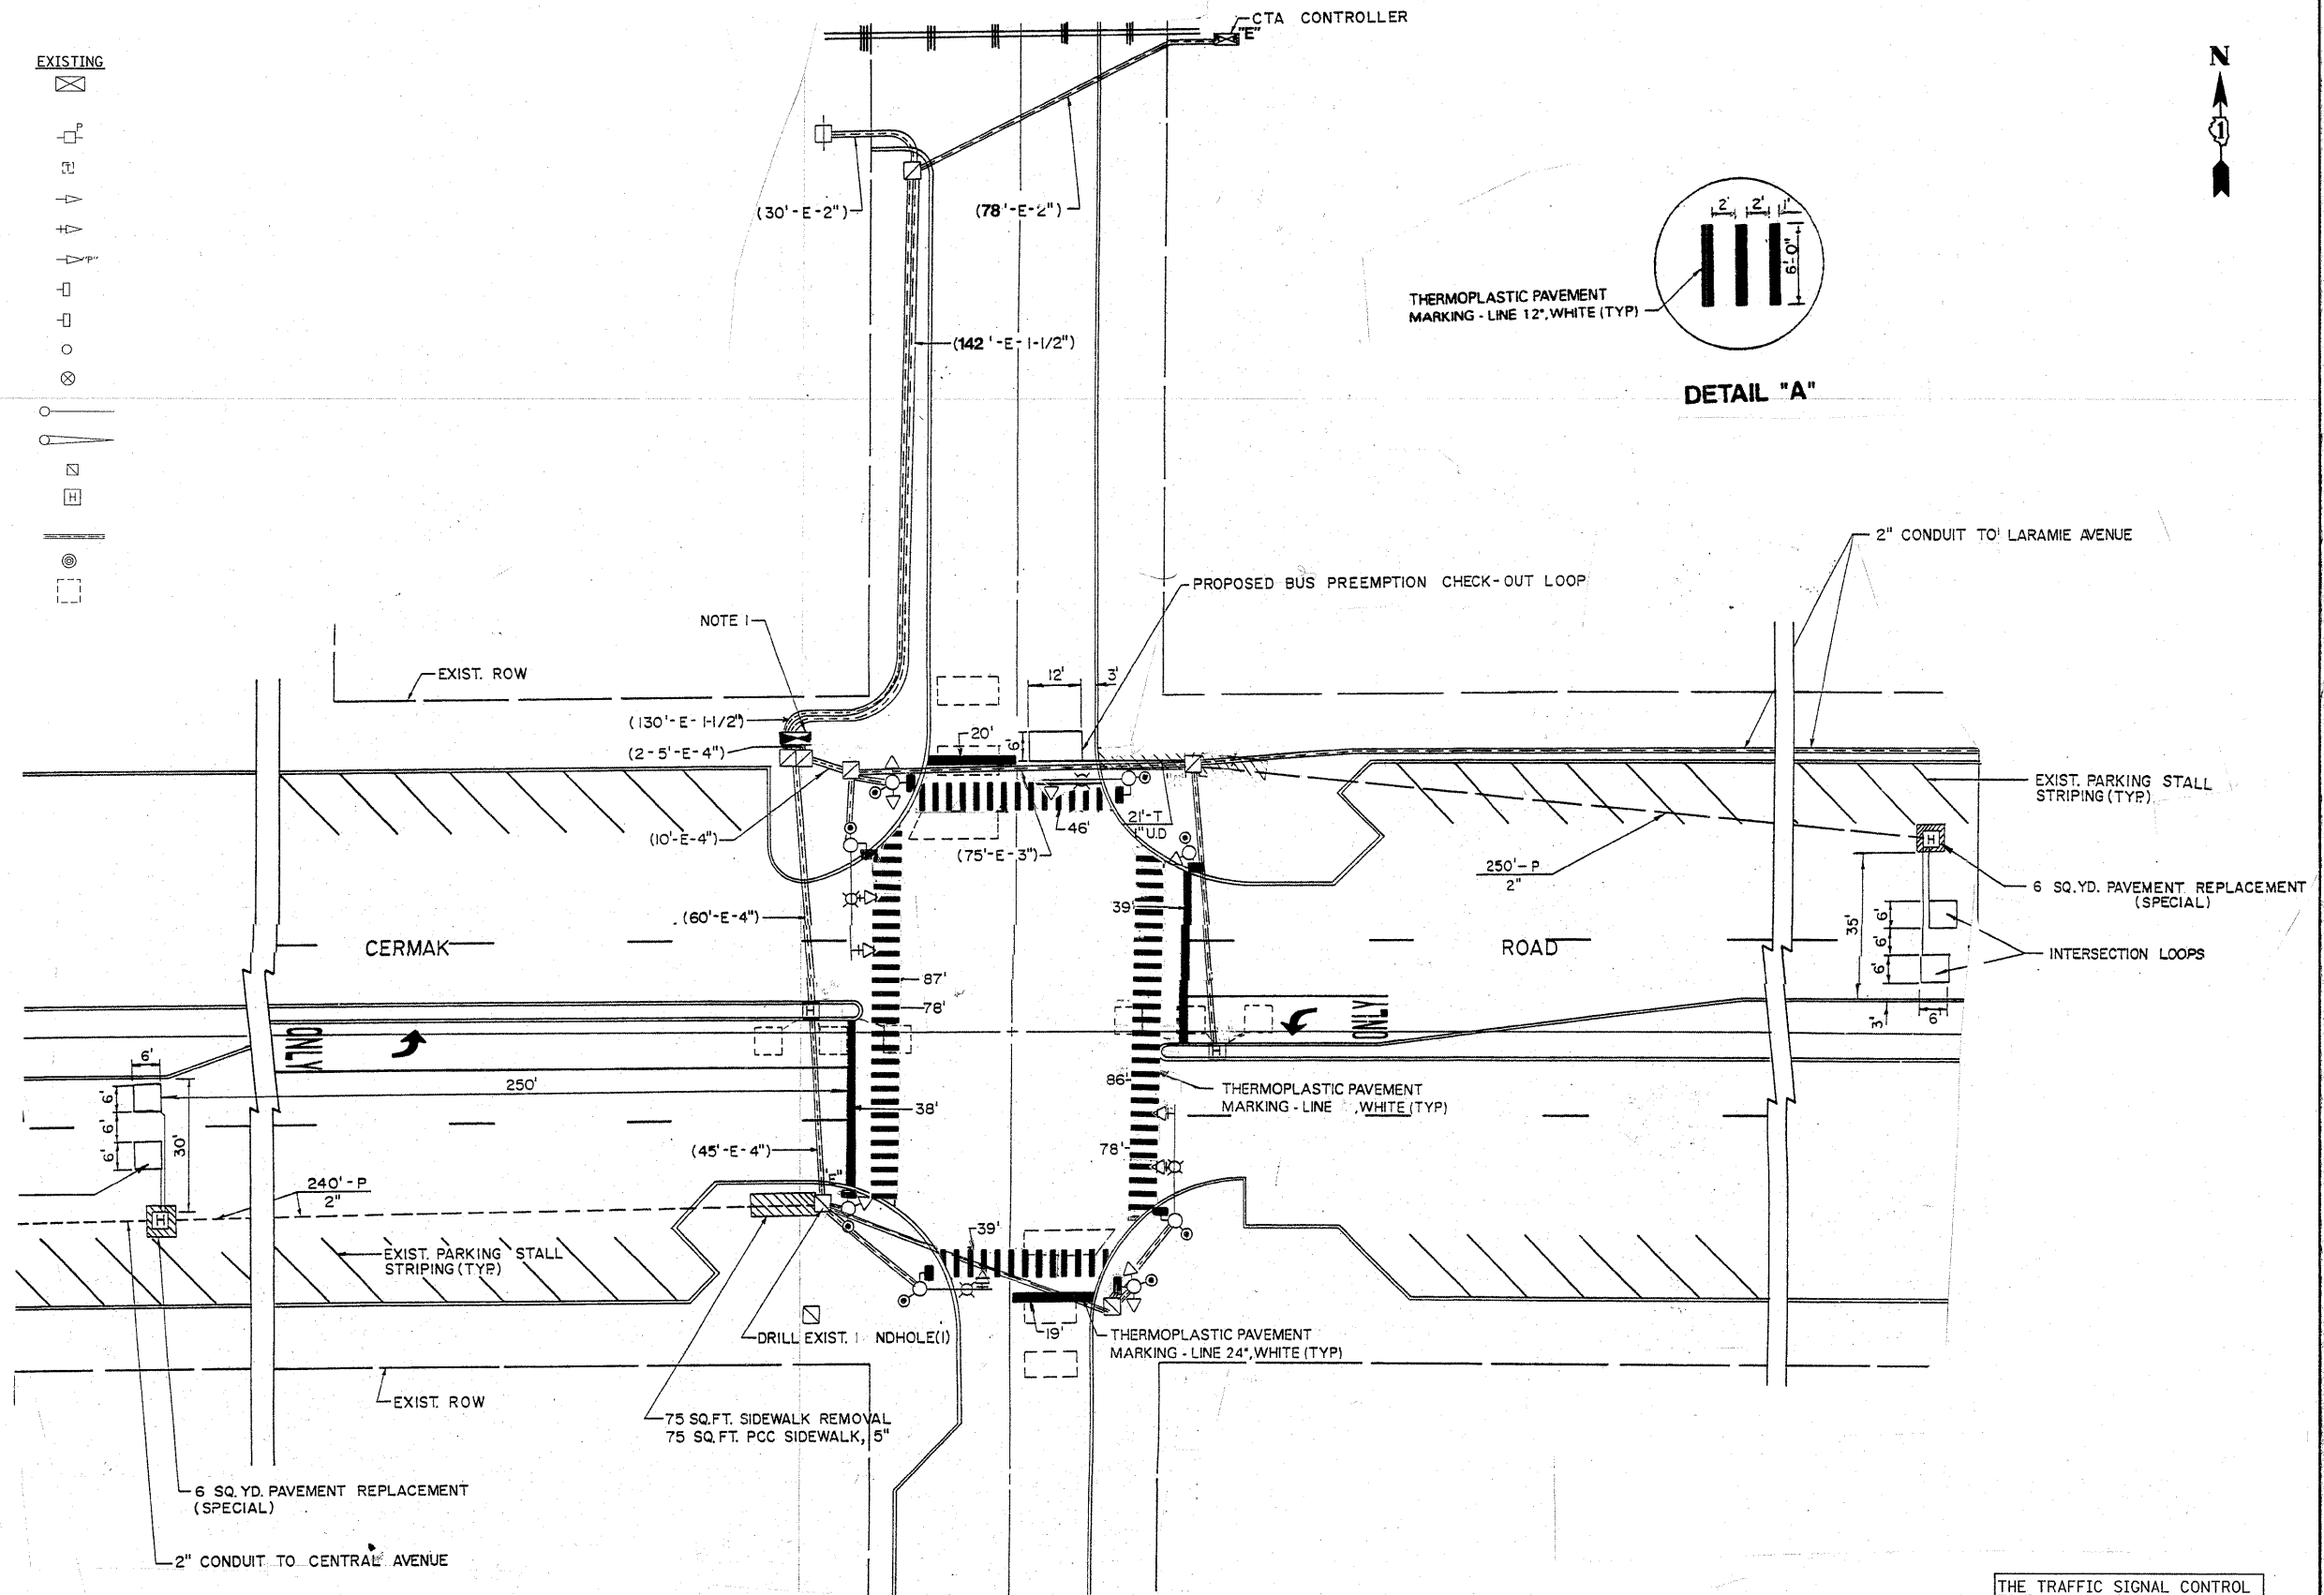 CTA CONTROLLER
"E"
N
1
EXISTING
P
"P"
H
(30'-E-2")
(78'-E-2")
2' 2' 1'
6'-0"
THERMOPLASTIC PAVEMENT
MARKING - LINE 12", WHITE (TYP)
DETAIL "A"
(142'-E-1-1/2")
2" CONDUIT TO LARAMIE AVENUE
PROPOSED BUS PREEMPTION CHECK-OUT LOOP
NOTE 1
EXIST. ROW
12' 3'
(130'-E-1-1/2")
(2-5'-E-4")
20'
6'
EXIST. PARKING STALL
STRIPING (TYP.)
(10'-E-4")
46'
21'-T
1" U.D
(75'-E-3")
250'-P
2"
H
6 SQ.YD. PAVEMENT REPLACEMENT
(SPECIAL)
39'
(60'-E-4")
35'
6'
6'
6'
CERMAK
ROAD
INTERSECTION LOOPS
87'
78'
H
ONLY
ONLY
3'
6'
H
6'
250'
86'
THERMOPLASTIC PAVEMENT
MARKING - LINE , WHITE (TYP)
38'
6'
6'
6'
30'
(45'-E-4")
78'
"E"
240'-P
2"
H
39'
EXIST. PARKING STALL
STRIPING (TYP.)
DRILL EXIST. NDHOLE(1)
19'
THERMOPLASTIC PAVEMENT
MARKING - LINE 24", WHITE (TYP)
EXIST. ROW
75 SQ.FT. SIDEWALK REMOVAL
75 SQ.FT. PCC SIDEWALK, 5"
6 SQ.YD. PAVEMENT REPLACEMENT
(SPECIAL)
2" CONDUIT TO CENTRAL AVENUE
THE TRAFFIC SIGNAL CONTROL